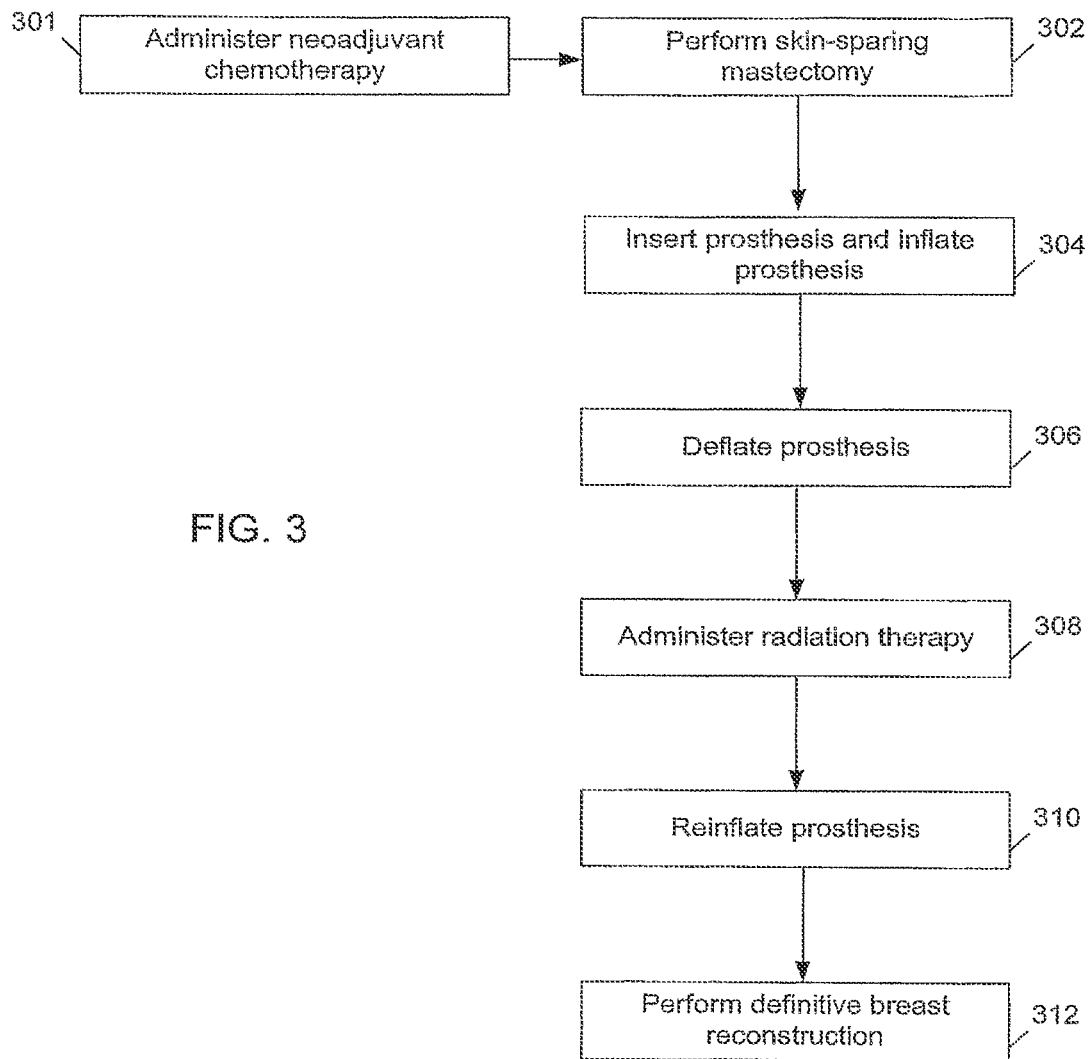 301
Administer neoadjuvant
chemotherapy
Perform skin-sparing
mastectomy
302
Insert prosthesis and inflate
prosthesis
304
Deflate prosthesis
306
FIG. 3
Administer radiation therapy
308
Reinflate prosthesis
310
Perform definitive breast
reconstruction
312